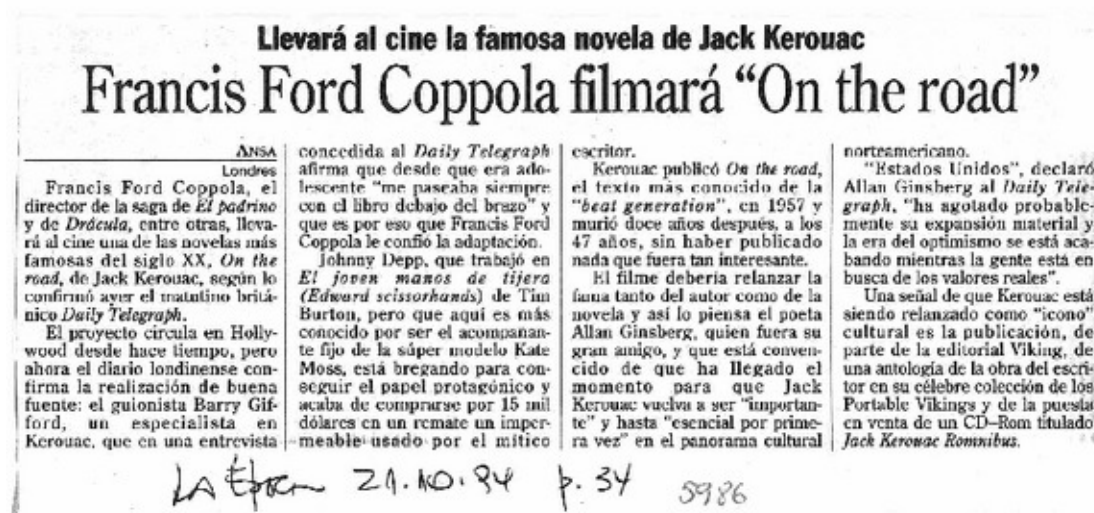 Llevará al cine la famosa novela de Jack Kerouac
Francis Ford Coppola filmará “On the road”
ANSA
Londres
Francis Ford Coppola, el
director de la saga de El padrino
y de Drácula, entre otras, lleva-
rá al cine una de las novelas más
famosas del siglo XX, On the
road, de Jack Kerouac, según lo
confirmó ayer el matutino britá-
nico Daily Telegraph.
El proyecto circula en Holly-
wood desde hace tiempo, pero
ahora el diario londinense con-
firma la realización de buena
fuente: el guionista Barry Gif-
ford, un especialista en
Kerouac, que en una entrevista
concedida al Daily Telegraph
afirma que desde que era ado-
lescente “me paseaba siempre
con el libro debajo del brazo” y
que es por eso que Francis Ford
Coppola le confió la adaptación.
Johnny Depp, que trabajó en
El joven manos de tijera
(Edward scissorhands) de Tim
Burton, pero que aquí es más
conocido por ser el acompañan-
te fijo de la súper modelo Kate
Moss, está bregando para con-
seguir el papel protagónico y
acaba de comprarse por 15 mil
dólares en un remate un imper-
meable usado por el mítico
escritor.
Kerouac publicó On the road,
el texto más conocido de la
“beat generation”, en 1957 y
murió doce años después, a los
47 años, sin haber publicado
nada que fuera tan interesante.
El filme debería relanzar la
fama tanto del autor como de la
novela y así lo piensa el poeta
Allan Ginsberg, quien fuera su
gran amigo, y que está conven-
cido de que ha llegado el
momento para que Jack
Kerouac vuelva a ser “importan-
te” y hasta “esencial por prime-
ra vez” en el panorama cultural
norteamericano.
“Estados Unidos”, declaró
Allan Ginsberg al Daily Tele-
graph, “ha agotado probable-
mente su expansión material y
la era del optimismo se está aca-
bando mientras la gente está en
busca de los valores reales”.
Una señal de que Kerouac está
siendo relanzado como “icono”
cultural es la publicación, de
parte de la editorial Viking, de
una antología de la obra del escri-
tor en su célebre colección de los
Portable Vikings y de la puesta
en venta de un CD–Rom titulado
Jack Kerouac Romnibus.
La Época p. 34 5986